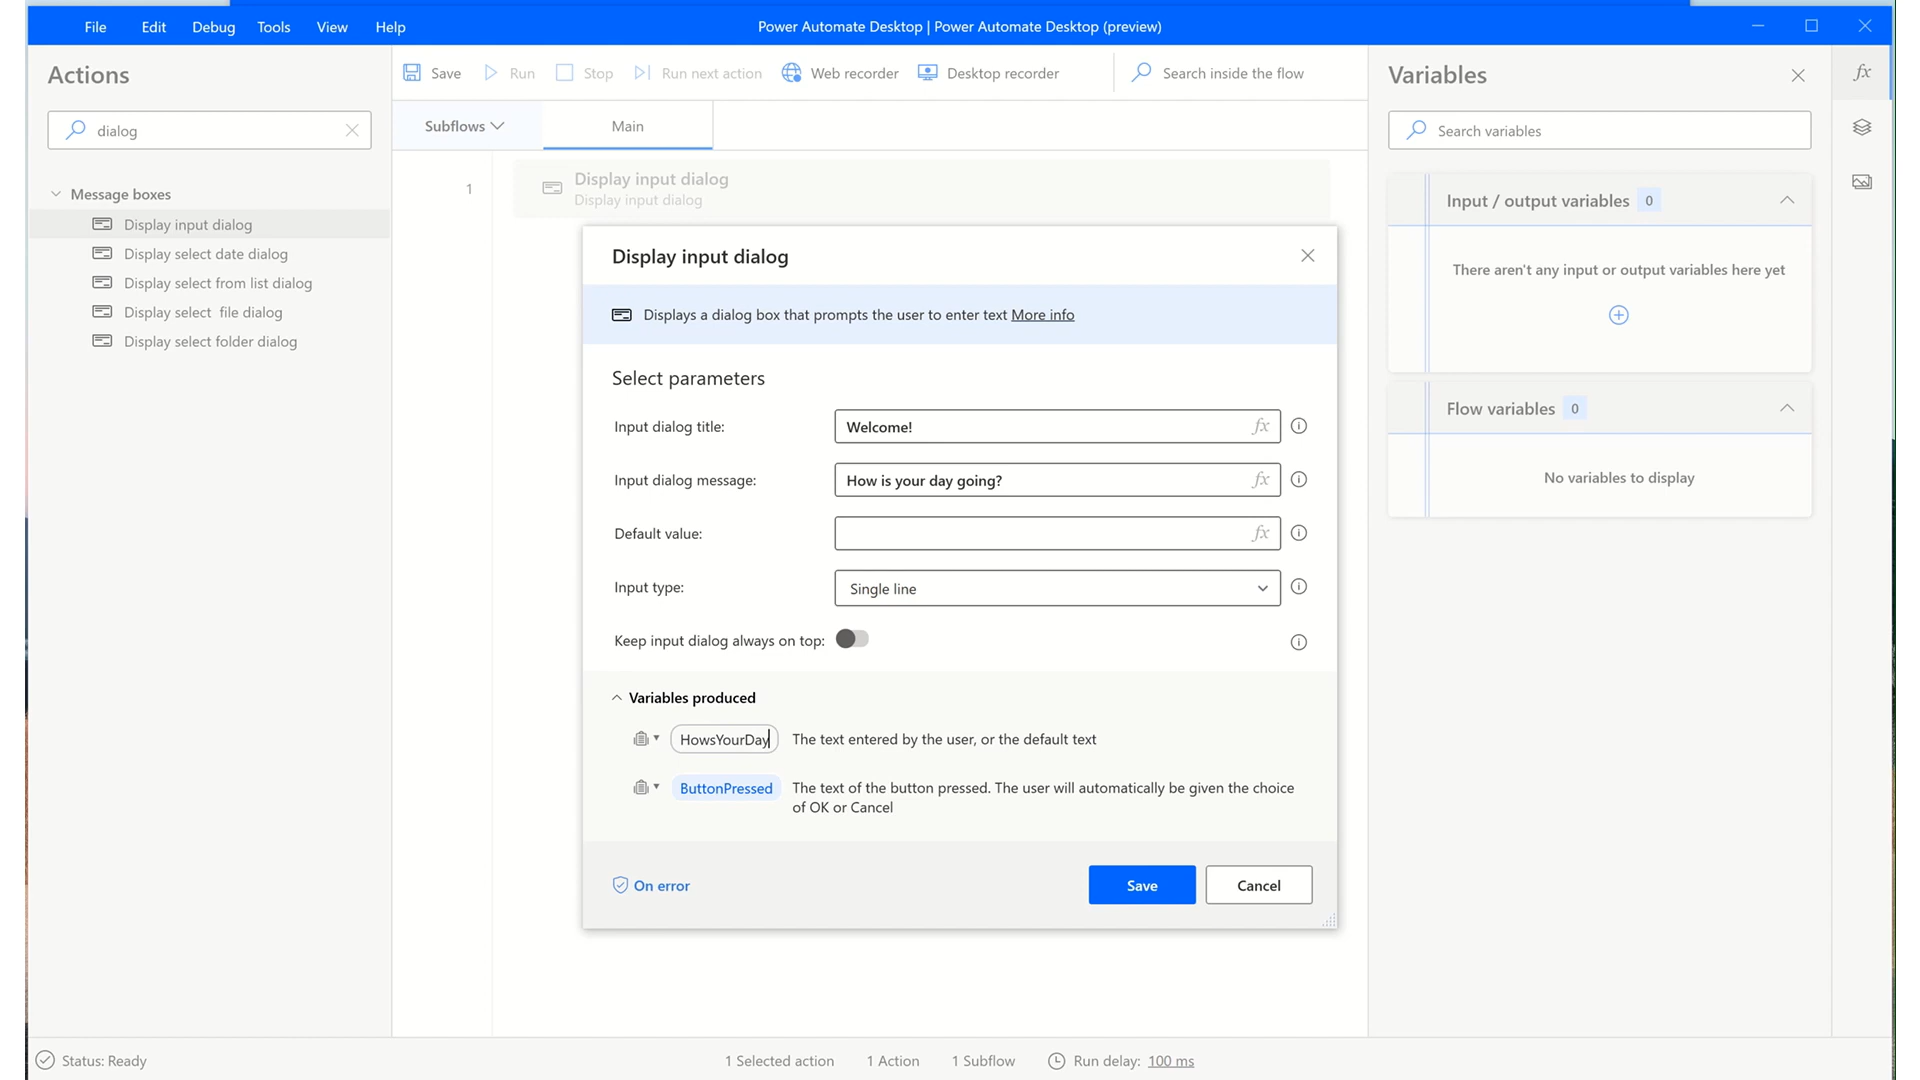 File Edit Debug Tools View Help
Power Automate Desktop | Power Automate Desktop (preview)
Actions
dialog
Message boxes
Display input dialog
Display select date dialog
Display select from list dialog
Display select  file dialog
Display select folder dialog
Save Run Stop Run next action Web recorder Desktop recorder Search inside the flow
Subflows Main
1
Display input dialog
Display input dialog
Display input dialog
Displays a dialog box that prompts the user to enter text More info
Select parameters
Input dialog title: Welcome! fx
Input dialog message: How is your day going? fx
Default value: fx
Input type: Single line
Keep input dialog always on top:
Variables produced
HowsYourDay The text entered by the user, or the default text
ButtonPressed The text of the button pressed. The user will automatically be given the choice
of OK or Cancel
On error Save Cancel
Variables
fx
Search variables
Input / output variables 0
There aren't any input or output variables here yet
Flow variables 0
No variables to display
Status: Ready 1 Selected action 1 Action 1 Subflow Run delay: 100 ms